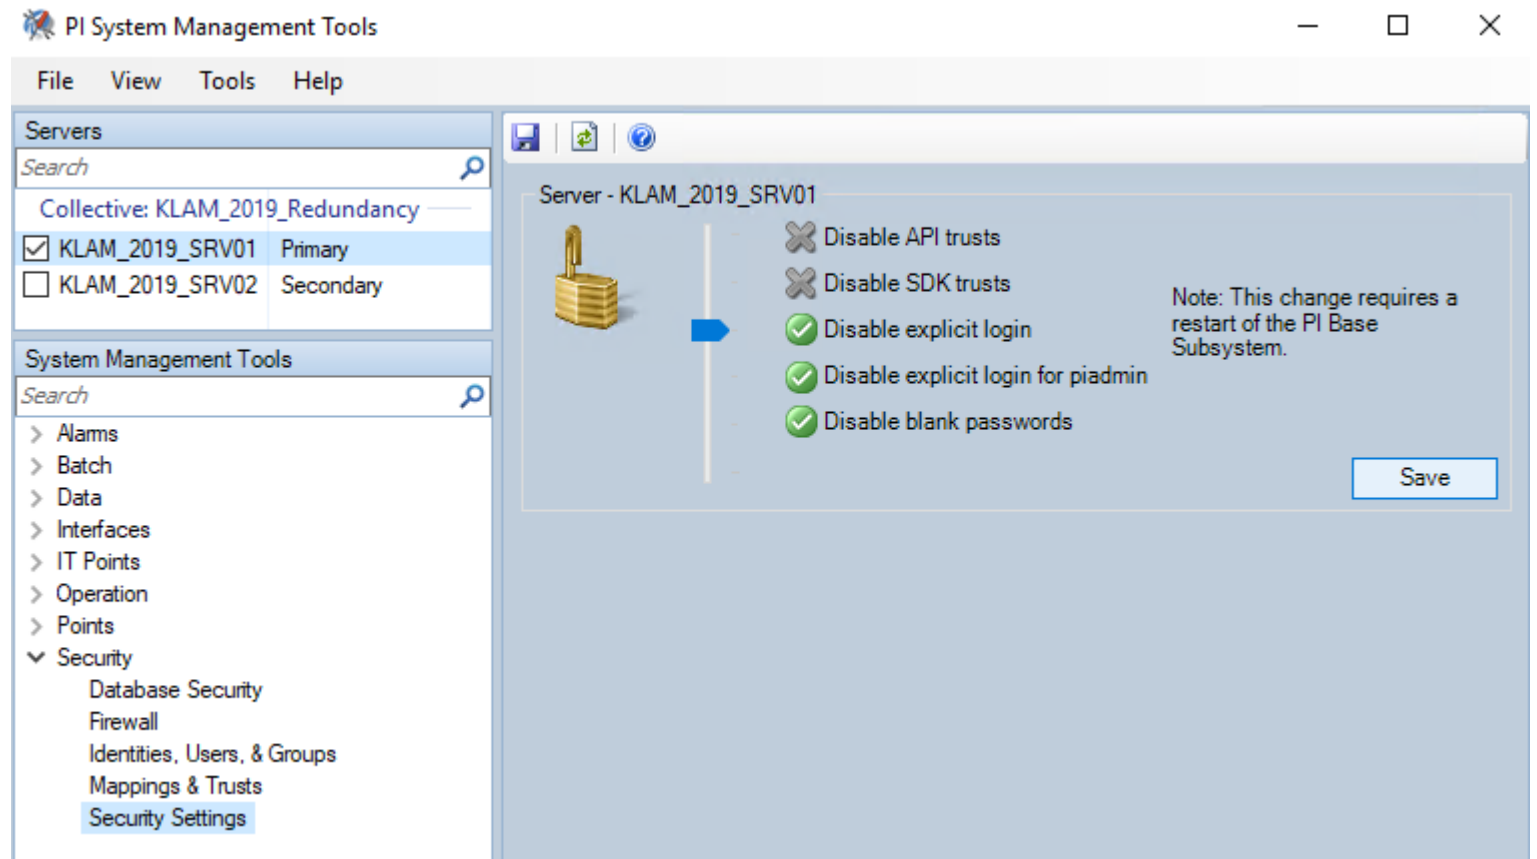 PI System Management Tools
File View Tools Help
Servers
Search
Collective: KLAM_2019_Redundancy
KLAM_2019_SRV01 Primary
KLAM_2019_SRV02 Secondary
System Management Tools
Search
Alarms
Batch
Data
Interfaces
IT Points
Operation
Points
Security
Database Security
Firewall
Identities, Users, & Groups
Mappings & Trusts
Security Settings
Server - KLAM_2019_SRV01
Disable API trusts
Disable SDK trusts
Disable explicit login
Disable explicit login for piadmin
Disable blank passwords
Note: This change requires a
restart of the PI Base
Subsystem.
Save